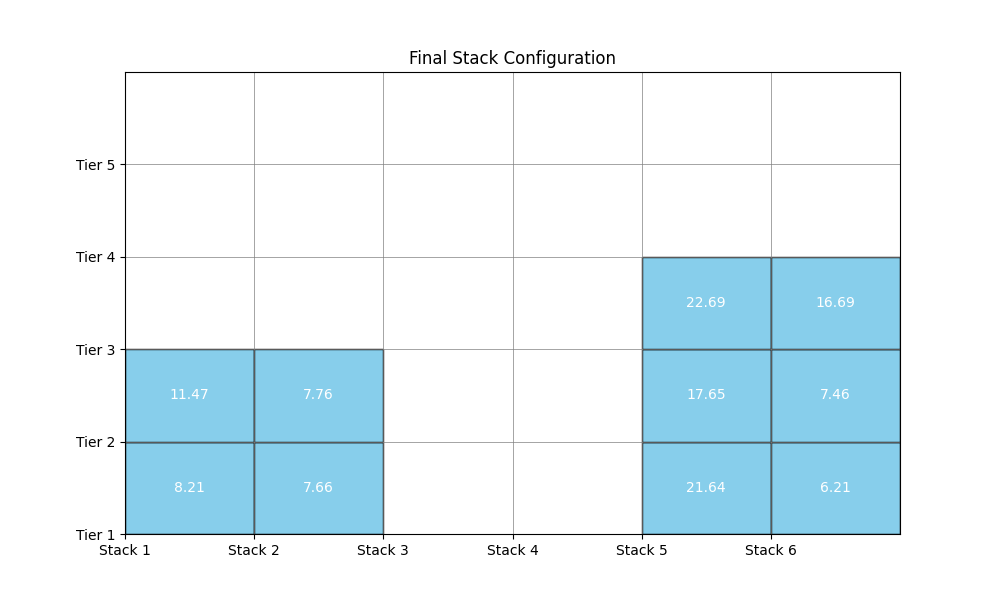 Final Stack Configuration
Tier 5
Tier 4
22.69 16.69
Tier 3
11.47 7.76 17.65 7.46
Tier 2
8.21 7.66 21.64 6.21
Tier 1
Stack 1 Stack 2 Stack 3 Stack 4 Stack 5 Stack 6